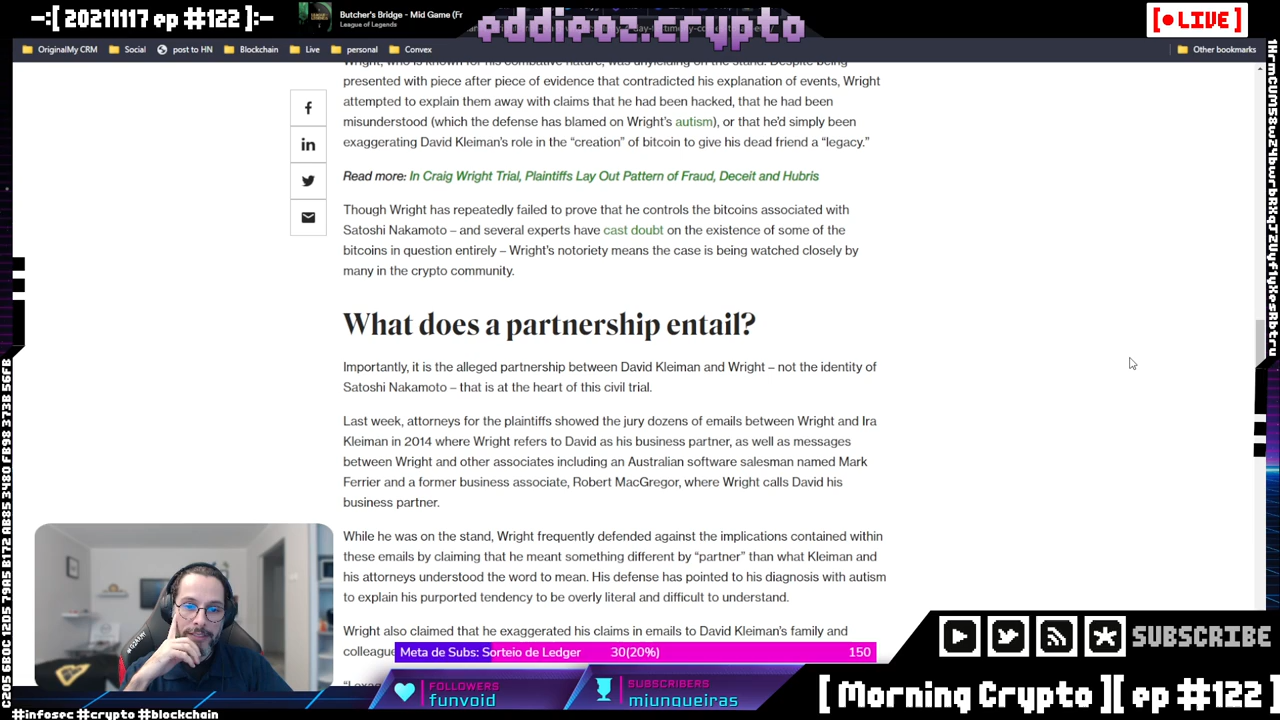 -:[ 20211117 ep #122 ]:-
Butcher's Bridge - Mid Game (Fr
League of Legends
eddieoz.crypto
[ • LIVE ]
OriginalMy CRM
Social
post to HN
Blockchain
Live
personal
Convex
Other bookmarks
Wright, who is known for his combative nature, was unyielding on the stand. Despite being
presented with piece after piece of evidence that contradicted his explanation of events, Wright
attempted to explain them away with claims that he had been hacked, that he had been
misunderstood (which the defense has blamed on Wright's autism), or that he'd simply been
exaggerating David Kleiman's role in the “creation” of bitcoin to give his dead friend a “legacy.”
Read more: In Craig Wright Trial, Plaintiffs Lay Out Pattern of Fraud, Deceit and Hubris
Though Wright has repeatedly failed to prove that he controls the bitcoins associated with
Satoshi Nakamoto – and several experts have cast doubt on the existence of some of the
bitcoins in question entirely – Wright's notoriety means the case is being watched closely by
many in the crypto community.
What does a partnership entail?
Importantly, it is the alleged partnership between David Kleiman and Wright – not the identity of
Satoshi Nakamoto – that is at the heart of this civil trial.
Last week, attorneys for the plaintiffs showed the jury dozens of emails between Wright and Ira
Kleiman in 2014 where Wright refers to David as his business partner, as well as messages
between Wright and other associates including an Australian software salesman named Mark
Ferrier and a former business associate, Robert MacGregor, where Wright calls David his
business partner.
While he was on the stand, Wright frequently defended against the implications contained within
these emails by claiming that he meant something different by “partner” than what Kleiman and
his attorneys understood the word to mean. His defense has pointed to his diagnosis with autism
to explain his purported tendency to be overly literal and difficult to understand.
Wright also claimed that he exaggerated his claims in emails to David Kleiman's family and
Meta de Subs: Sorteio de Ledger
30(20%)
150
FOLLOWERS
funvoid
SUBSCRIBERS
mjunqueiras
SUBSCRIBE
[ Morning Crypto ][ ep #122 ]
#infosec #crypto #blockchain